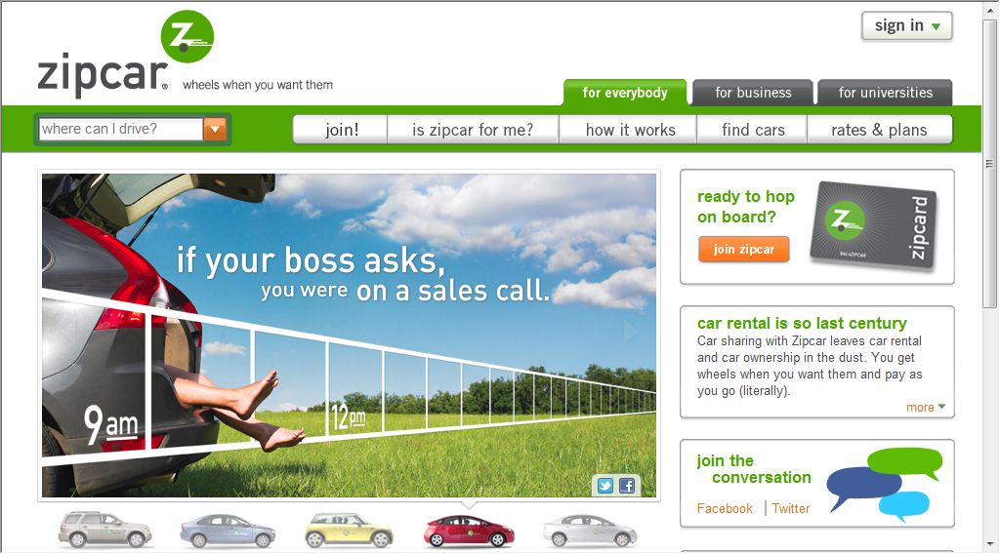 zipcar®
wheels when you want them
sign in
for everybody
for business
for universities
where can I drive?
join!
is zipcar for me?
how it works
find cars
rates & plans
if your boss asks,
you were on a sales call.
9am
12pm
ready to hop
on board?
join zipcar
zipcard
car rental is so last century
Car sharing with Zipcar leaves car rental
and car ownership in the dust. You get
wheels when you want them and pay as
you go (literally).
more
join the
conversation
Facebook | Twitter